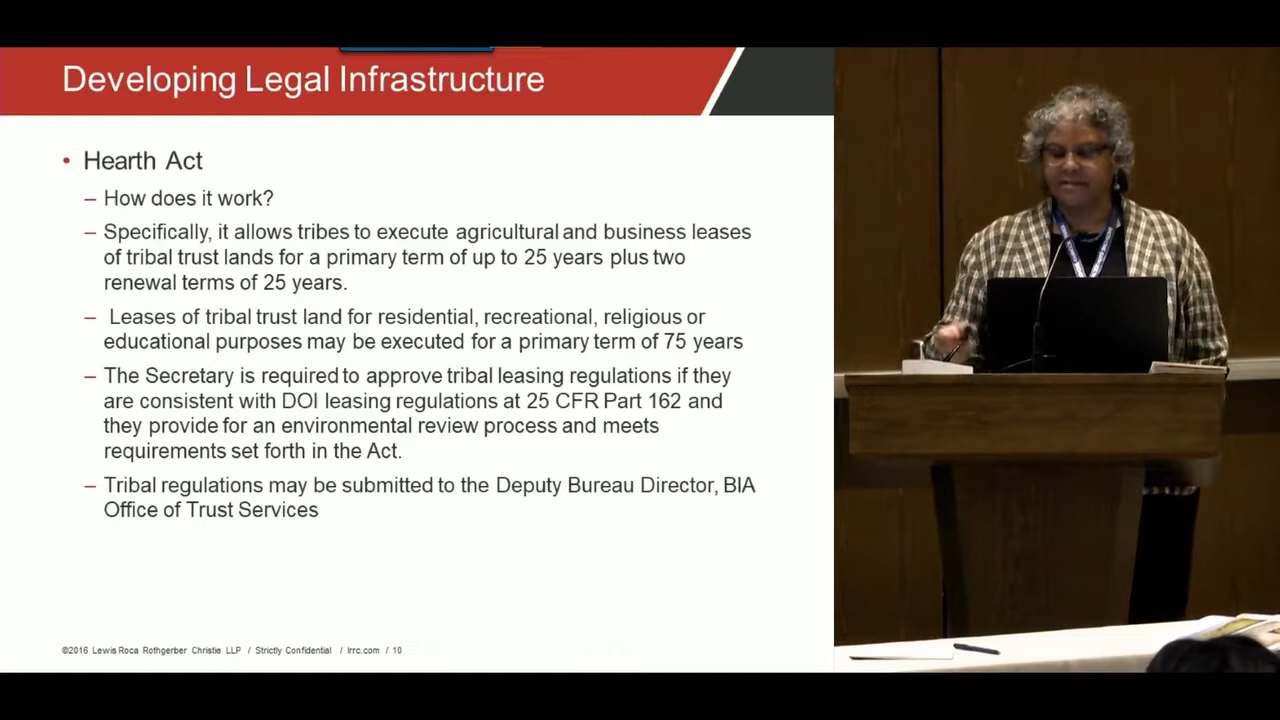 Developing Legal Infrastructure
• Hearth Act
– How does it work?
– Specifically, it allows tribes to execute agricultural and business leases
of tribal trust lands for a primary term of up to 25 years plus two
renewal terms of 25 years.
– Leases of tribal trust land for residential, recreational, religious or
educational purposes may be executed for a primary term of 75 years
– The Secretary is required to approve tribal leasing regulations if they
are consistent with DOI leasing regulations at 25 CFR Part 162 and
they provide for an environmental review process and meets
requirements set forth in the Act.
– Tribal regulations may be submitted to the Deputy Bureau Director, BIA
Office of Trust Services
©2016 Lewis Roca Rothgerber Christie LLP / Strictly Confidential / lrrc.com / 10